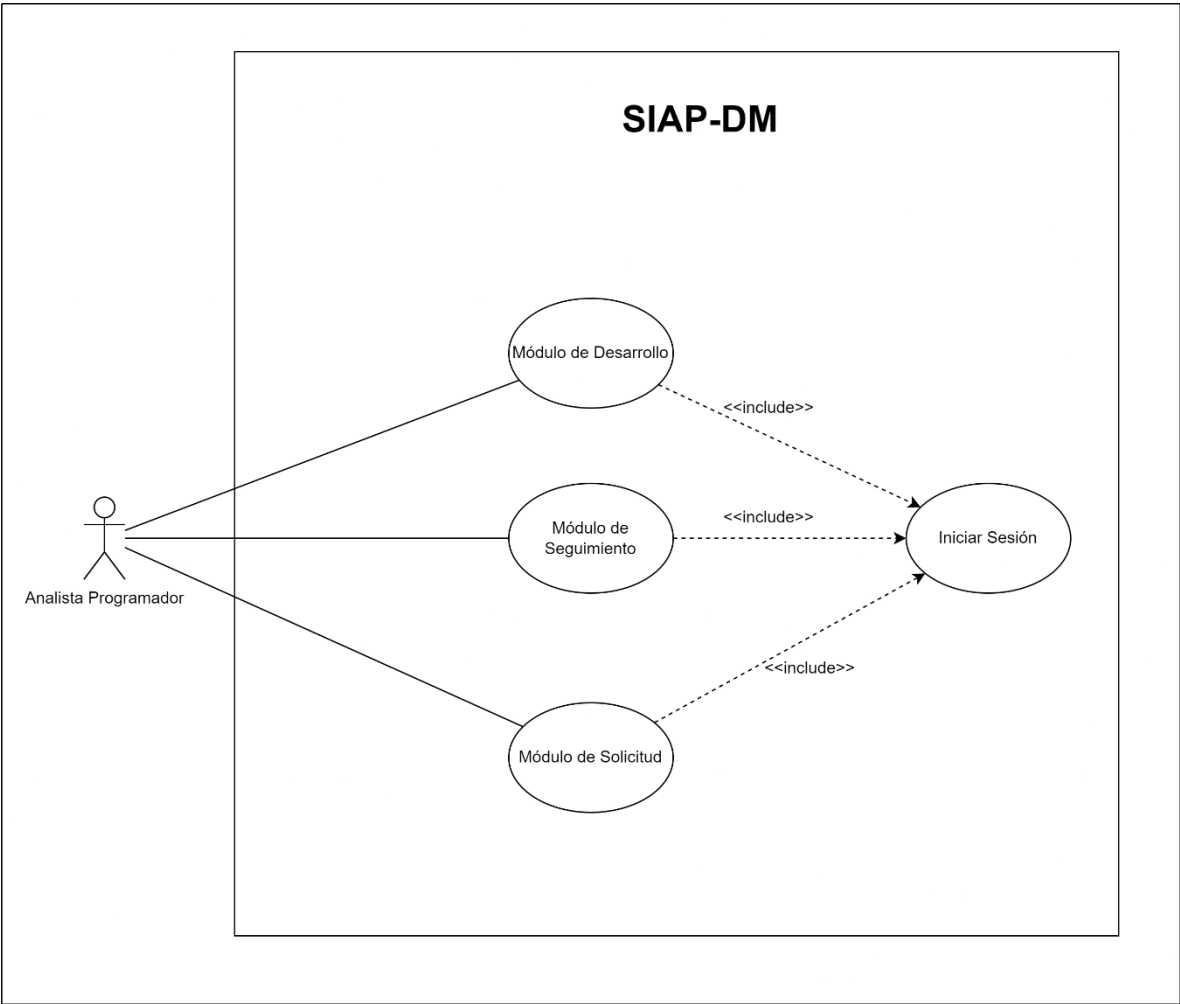 SIAP-DM
Módulo de Desarrollo
<<include>>
Módulo de
Seguimiento
<<include>>
Iniciar Sesión
Analista Programador
<<include>>
Módulo de Solicitud